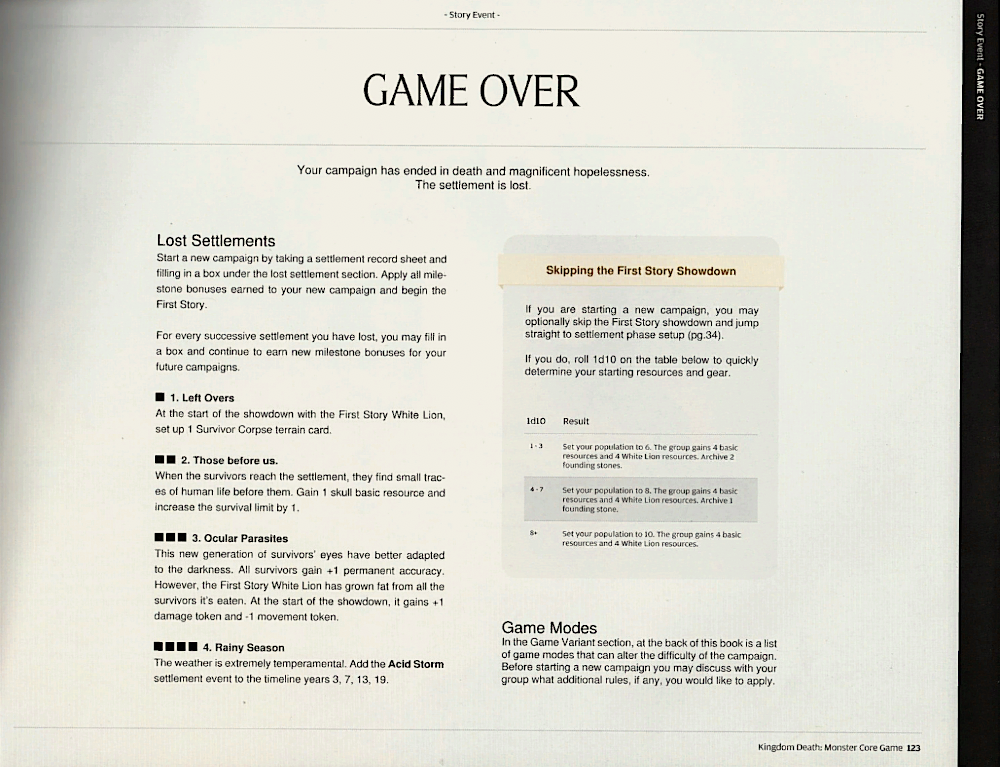 - Story Event -
Story Event - GAME OVER
GAME OVER
Your campaign has ended in death and magnificent hopelessness.
The settlement is lost.
Lost Settlements
Start a new campaign by taking a settlement record sheet and
filling in a box under the lost settlement section. Apply all mile-
stone bonuses earned to your new campaign and begin the
First Story.
For every successive settlement you have lost, you may fill in
a box and continue to earn new milestone bonuses for your
future campaigns.
■ 1. Left Overs
At the start of the showdown with the First Story White Lion,
set up 1 Survivor Corpse terrain card.
■■ 2. Those before us.
When the survivors reach the settlement, they find small trac-
es of human life before them. Gain 1 skull basic resource and
increase the survival limit by 1.
■■■ 3. Ocular Parasites
This new generation of survivors' eyes have better adapted
to the darkness. All survivors gain +1 permanent accuracy.
However, the First Story White Lion has grown fat from all the
survivors it's eaten. At the start of the showdown, it gains +1
damage token and -1 movement token.
■■■■ 4. Rainy Season
The weather is extremely temperamental. Add the Acid Storm
settlement event to the timeline years 3, 7, 13, 19.
Skipping the First Story Showdown
If you are starting a new campaign, you may
optionally skip the First Story showdown and jump
straight to settlement phase setup (pg.34).
If you do, roll 1d10 on the table below to quickly
determine your starting resources and gear.
1d10 Result
1 - 3 Set your population to 6. The group gains 4 basic
resources and 4 White Lion resources. Archive 2
founding stones.
4 - 7 Set your population to 8. The group gains 4 basic
resources and 4 White Lion resources. Archive 1
founding stone.
8+ Set your population to 10. The group gains 4 basic
resources and 4 White Lion resources.
Game Modes
In the Game Variant section, at the back of this book is a list
of game modes that can alter the difficulty of the campaign.
Before starting a new campaign you may discuss with your
group what additional rules, if any, you would like to apply.
Kingdom Death: Monster Core Game 123